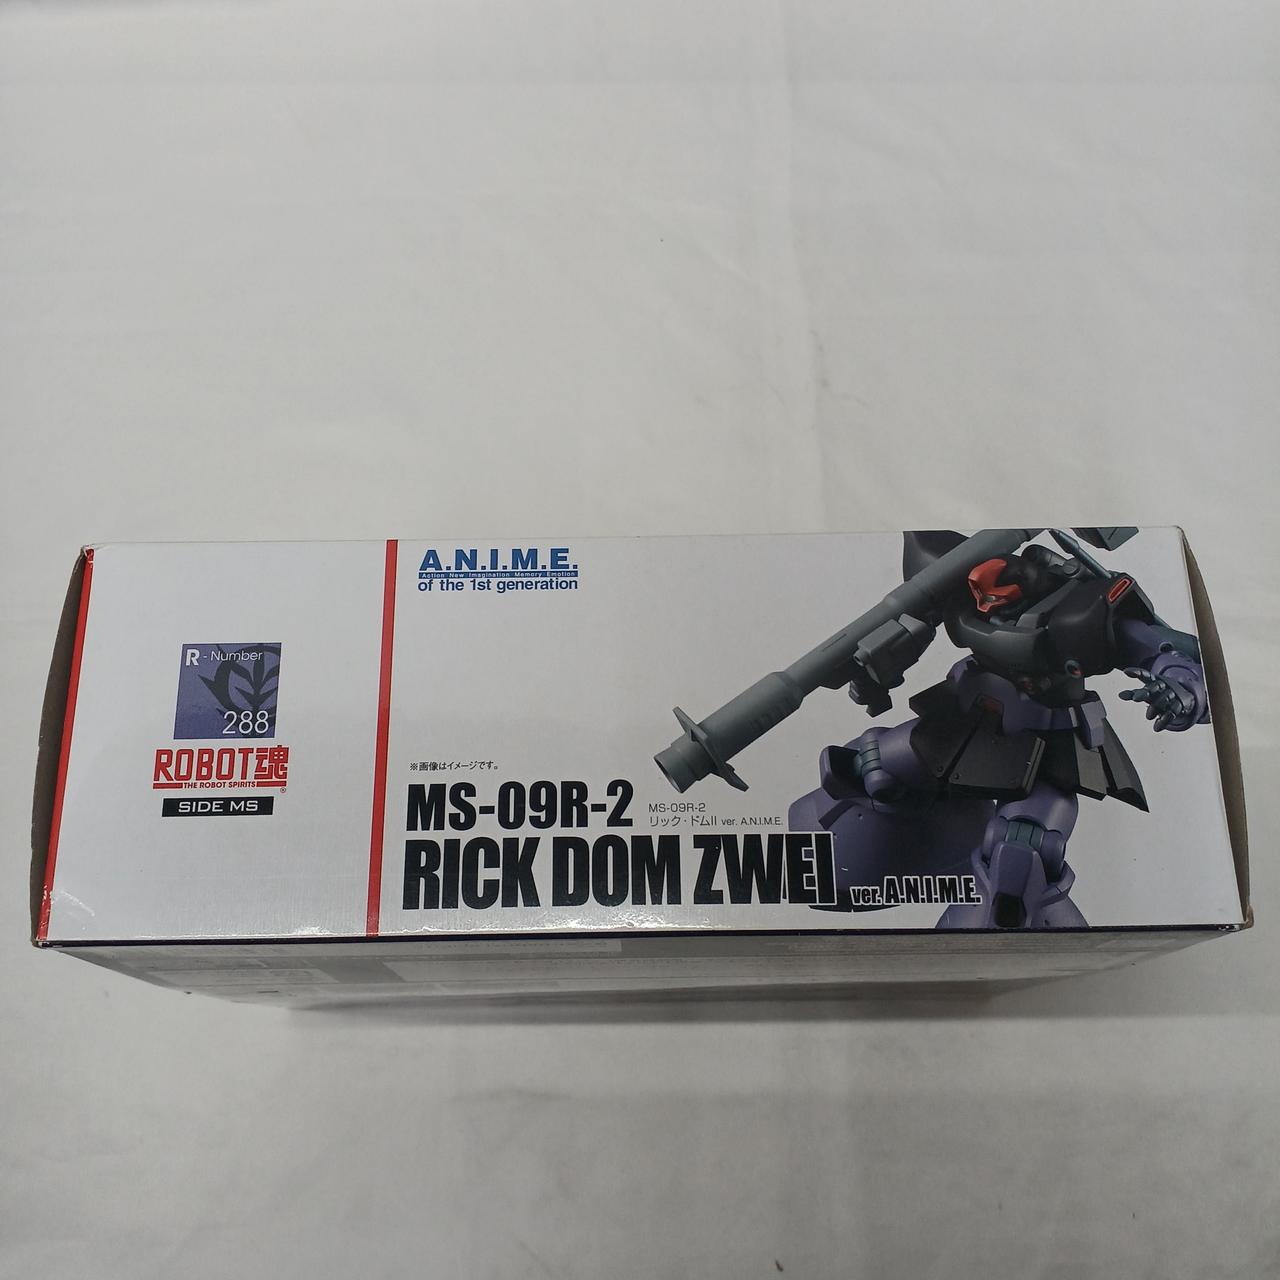 R - Number
288
ROBOT魂
THE ROBOT SPIRITS
®
SIDE MS
A.N.I.M.E.
Action New Imagination Memory Emotion
of the 1st generation
※画像はイメージです。
MS-09R-2
MS-09R-2
リック・ドムII ver. A.N.I.M.E.
RICK DOM ZWEI
ver. A.N.I.M.E.